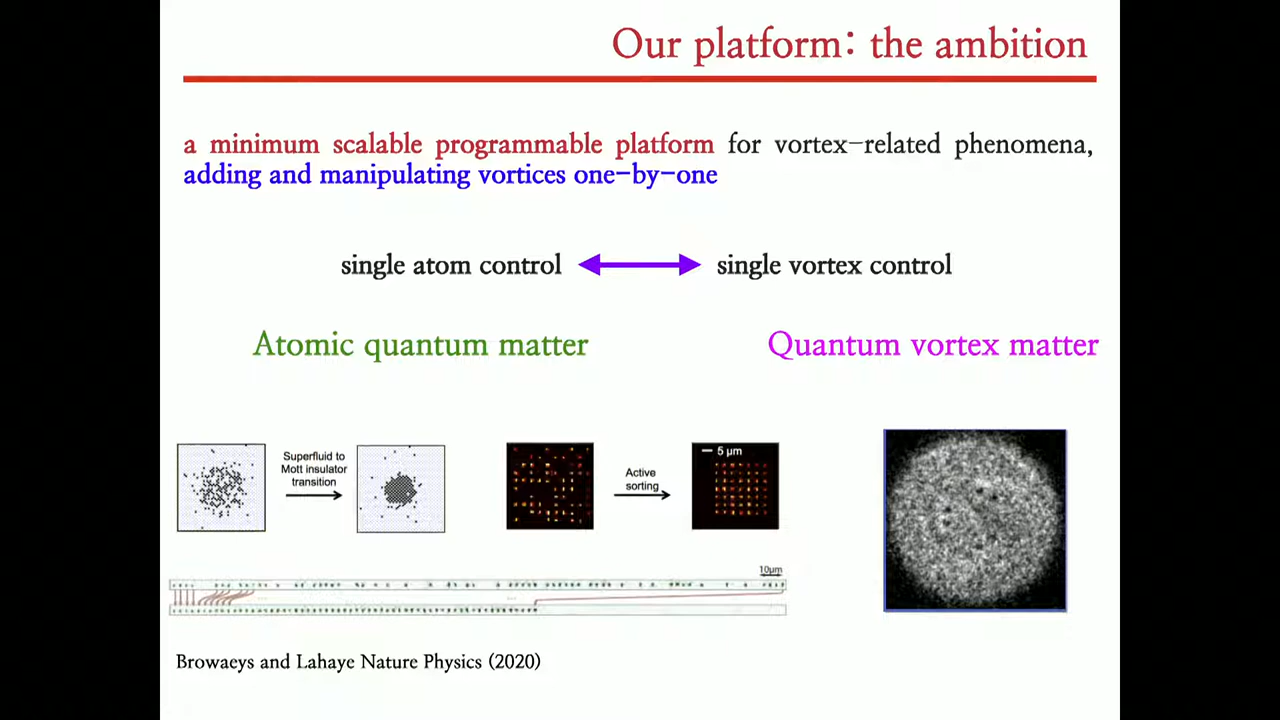 Our platform: the ambition
a minimum scalable programmable platform for vortex-related phenomena,
adding and manipulating vortices one-by-one
single atom control
single vortex control
Atomic quantum matter
Quantum vortex matter
Superfluid to
Mott insulator
transition
Active
sorting
5 µm
10µm
Browaeys and Lahaye Nature Physics (2020)